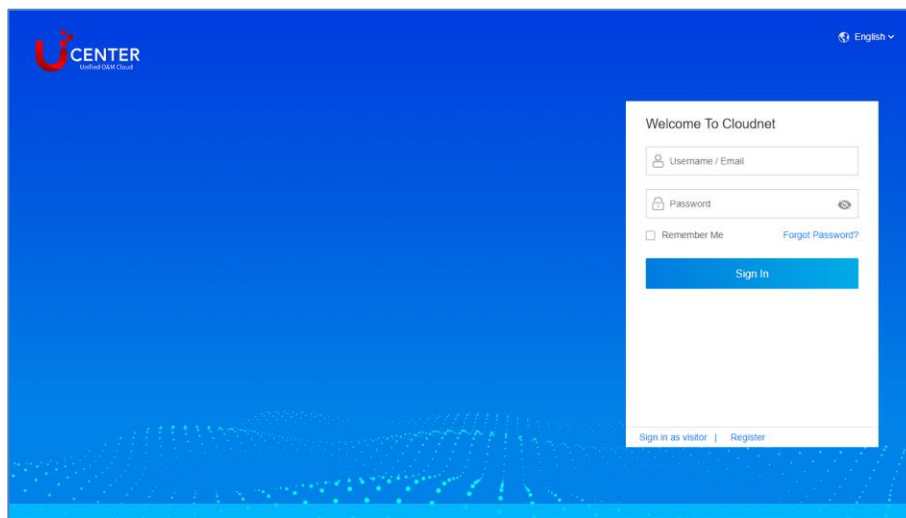 UCENTER
Unified O&M Cloud
English
Welcome To Cloudnet
Username / Email
Password
Remember Me
Forgot Password?
Sign In
Sign in as visitor | Register